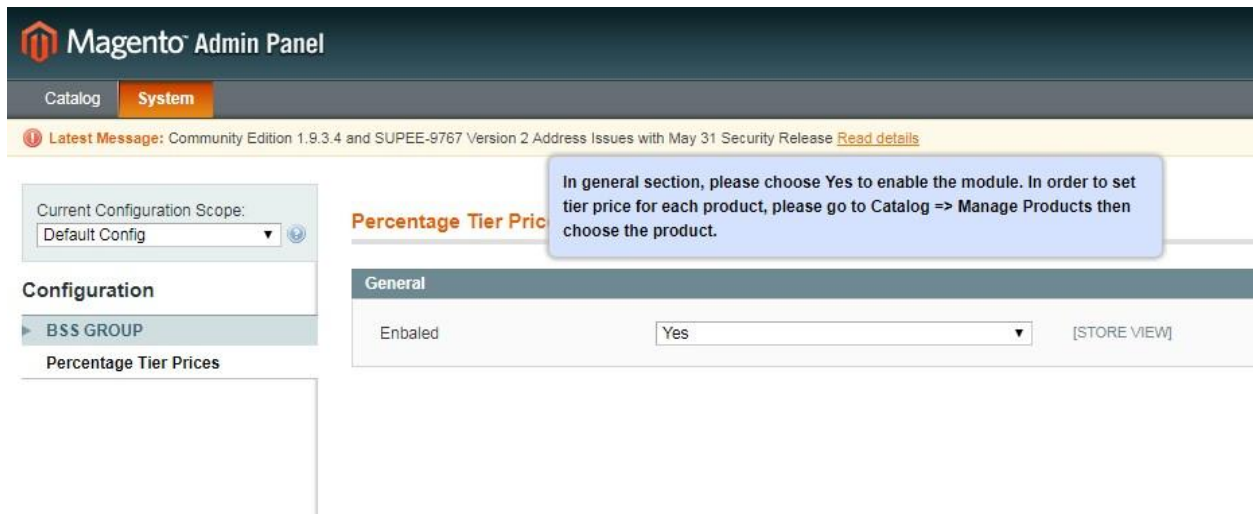 Magento Admin Panel
Catalog
System
Latest Message: Community Edition 1.9.3.4 and SUPEE-9767 Version 2 Address Issues with May 31 Security Release Read details
In general section, please choose Yes to enable the module. In order to set
tier price for each product, please go to Catalog => Manage Products then
choose the product.
Current Configuration Scope:
Default Config
Percentage Tier Pric
Configuration
BSS GROUP
Percentage Tier Prices
General
Enbaled
Yes
[STORE VIEW]